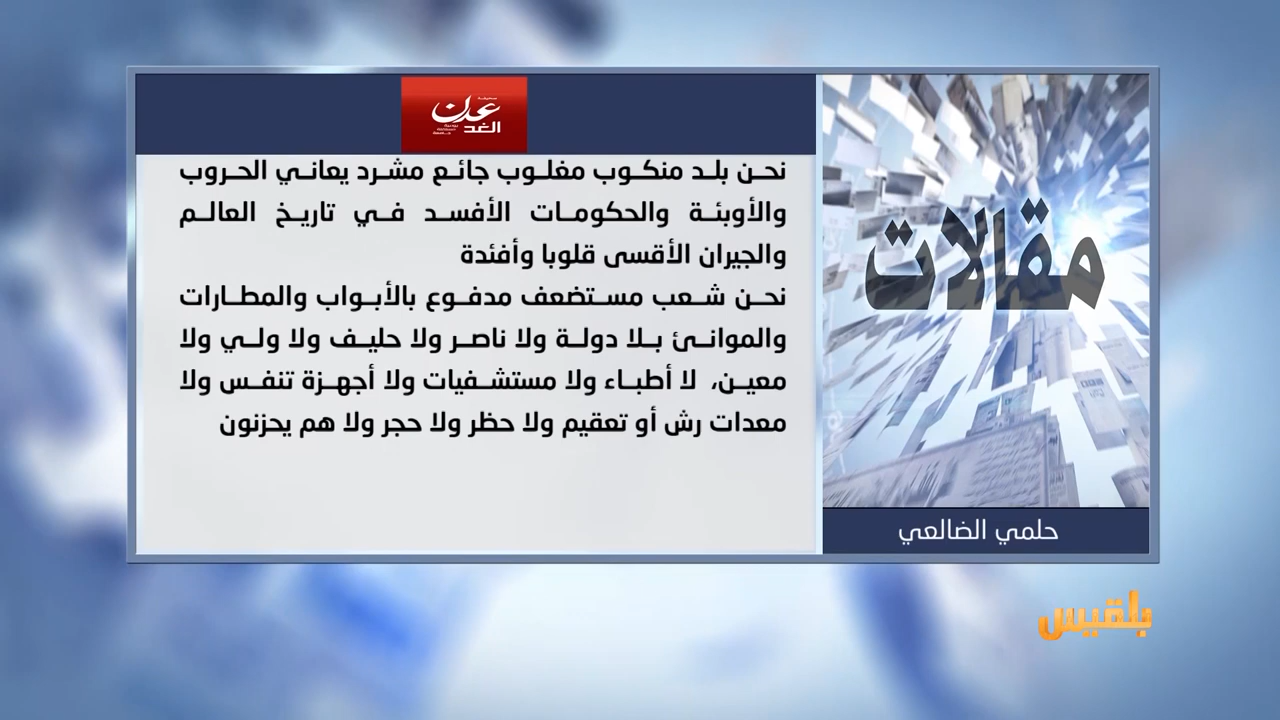 عدن
الغد
نحن بلد منكوب مغلوب جائع مشرد يعاني الحروب
والأوبئة والحكومات الأفسد في تاريخ العالم
والجيران الأقسى قلوبا وأفئدة
نحن شعب مستضعف مدفوع بالأبواب والمطارات
والموانئ بلا دولة ولا ناصر ولا حليف ولا ولي ولا
معين، لا أطباء ولا مستشفيات ولا أجهزة تنفس ولا
معدات رش أو تعقيم ولا حظر ولا حجر ولا هم يحزنون
مقالات
حلمي الضالعي
بلقيس